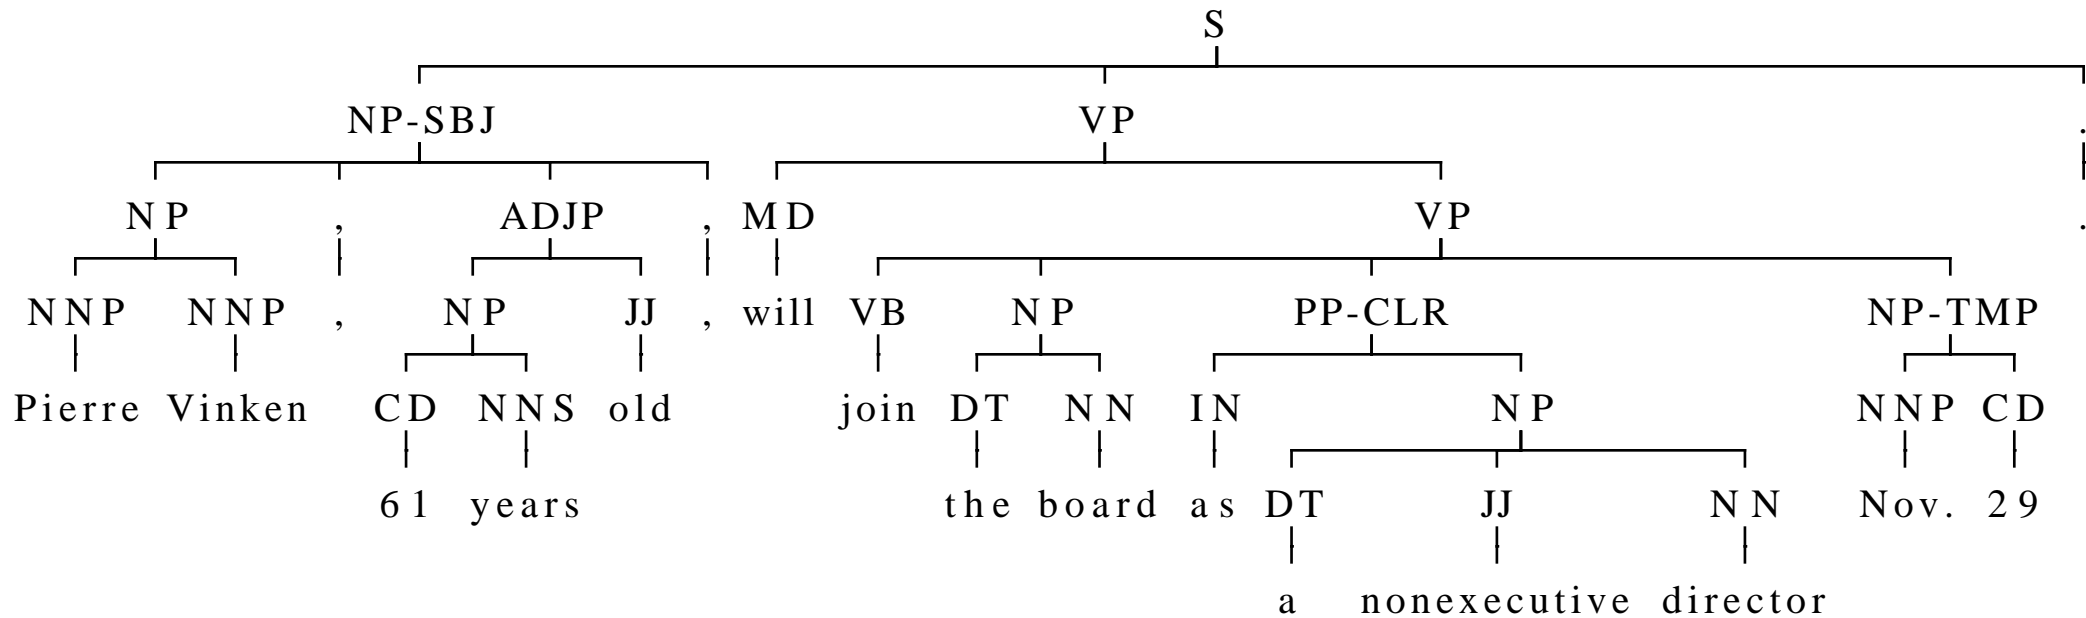 S
NP-SBJ VP .
NP , ADJP , MD VP .
NNP NNP , NP JJ , will VB NP PP-CLR NP-TMP
Pierre Vinken CD NNS old join DT NN IN NP NNP CD
61 years the board as DT JJ NN Nov. 29
a nonexecutive director